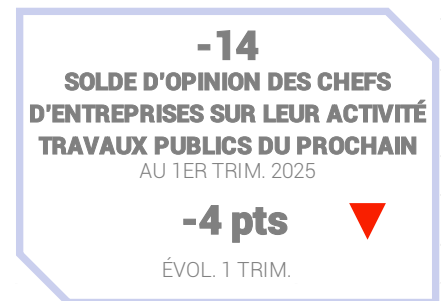 -14
SOLDE D'OPINION DES CHEFS
D'ENTREPRISES SUR LEUR ACTIVITÉ
TRAVAUX PUBLICS DU PROCHAIN
AU 1ER TRIM. 2025
-4 pts
ÉVOL. 1 TRIM.